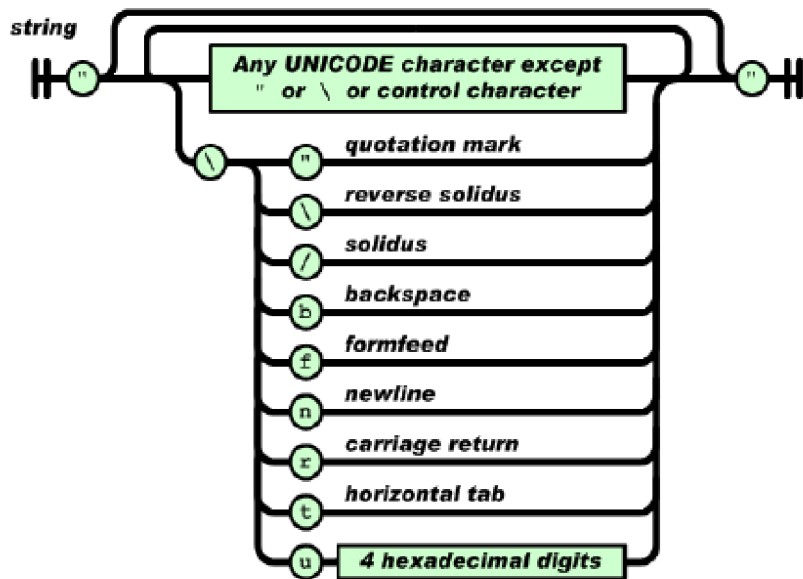 string
" Any UNICODE character except "
" or \ or control character
\ " quotation mark
\ reverse solidus
/ solidus
b backspace
f formfeed
n newline
r carriage return
t horizontal tab
u 4 hexadecimal digits